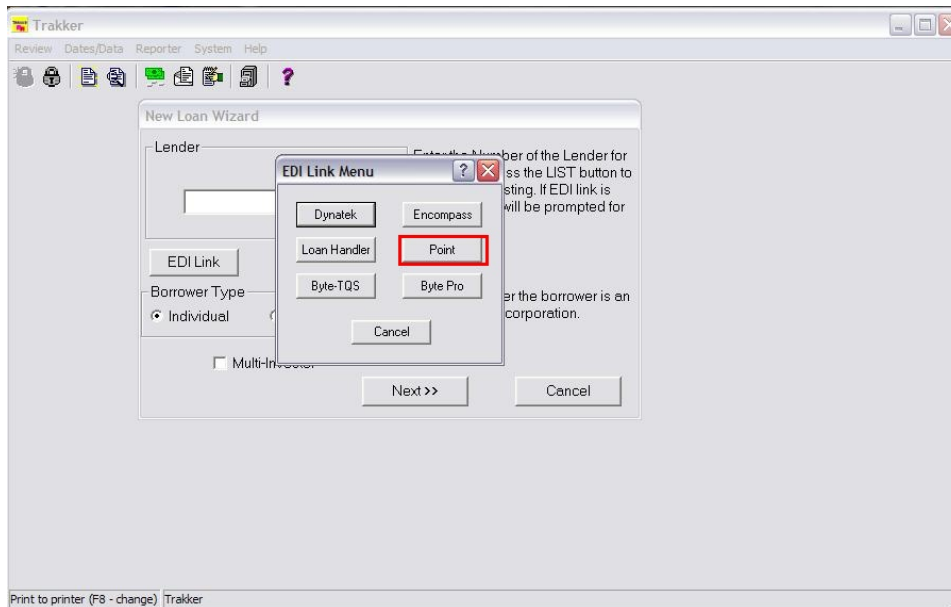 Trakker
Review Dates/Data Reporter System Help
New Loan Wizard
Lender
ber of the Lender for
ss the LIST button to
sting. If EDI link is
will be prompted for
EDI Link Menu
Dynatek Encompass
Loan Handler Point
Byte-TQS Byte Pro
Cancel
EDI Link
Borrower Type
Individual
er the borrower is an
corporation.
Multi-In
Next >> Cancel
Print to printer (F8 - change) Trakker